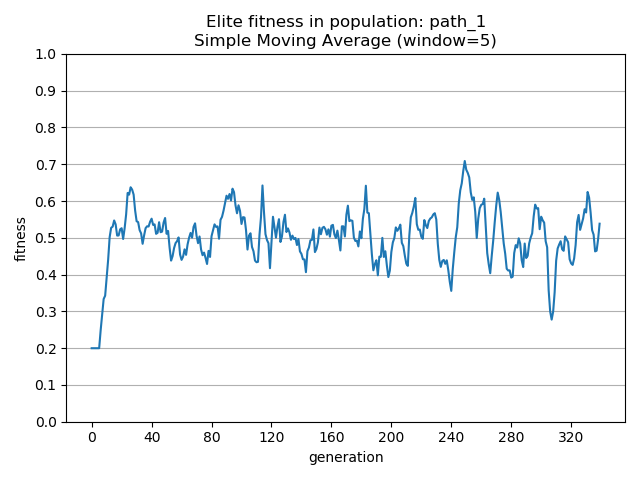 Elite fitness in population: path_1
Simple Moving Average (window=5)
1.0
0.9
0.8
0.7
0.6
0.5
0.4
0.3
0.2
0.1
0.0
fitness
0 40 80 120 160 200 240 280 320
generation